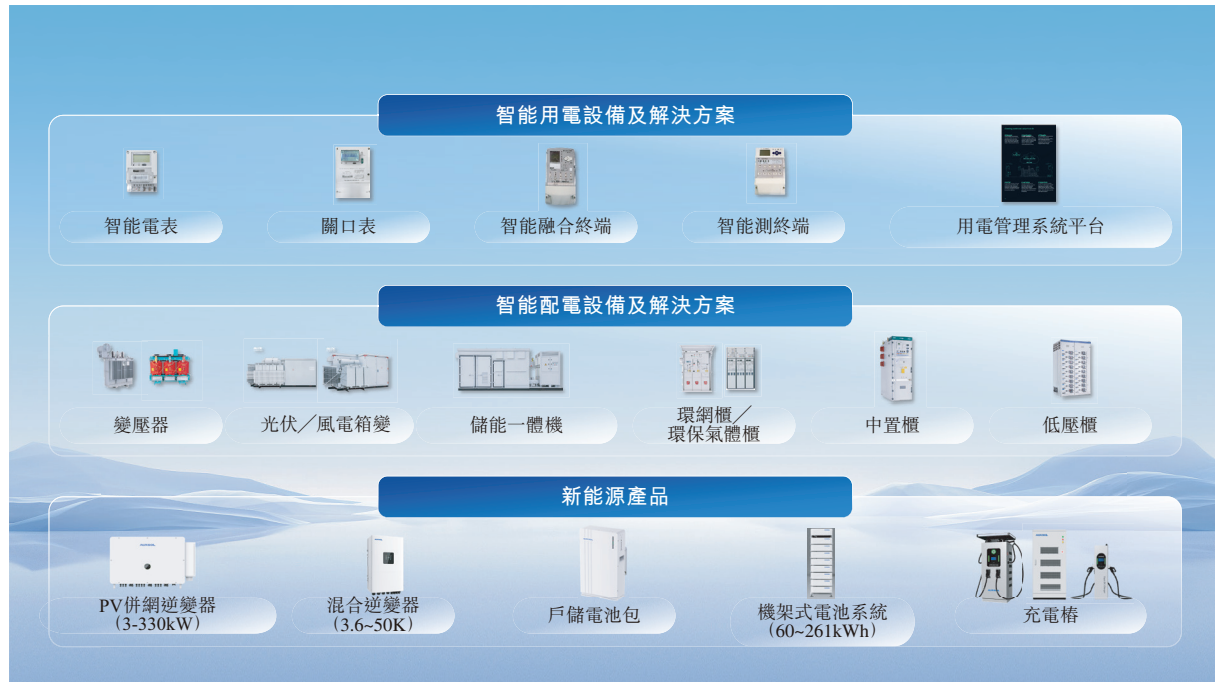 智能用電設備及解決方案
智能電表
關口表
智能融合終端
智能測終端
用電管理系統平台
智能配電設備及解決方案
變壓器
光伏／風電箱變
儲能一體機
環網櫃／
環保氣體櫃
中置櫃
低壓櫃
新能源產品
PV併網逆變器
(3-330kW)
混合逆變器
(3.6~50K)
戶儲電池包
機架式電池系統
(60~261kWh)
充電樁